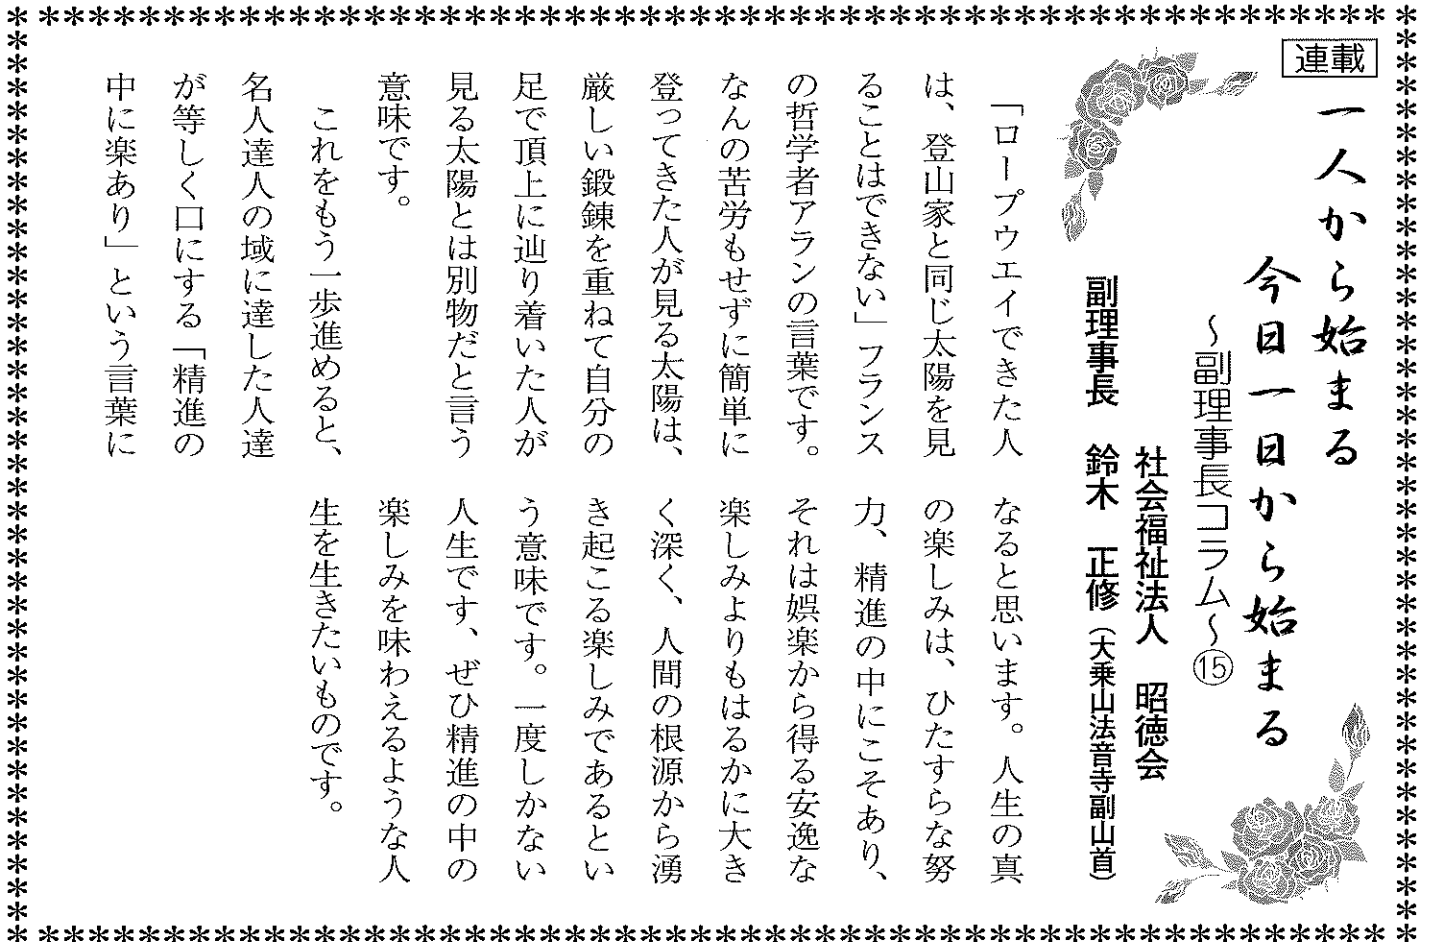 連載
一人から始まる
今日一日から始まる
～副理事長コラム～⑮
社会福祉法人　昭徳会
副理事長　鈴木　正修（大乗山法音寺副山首）
「ロープウエイできた人
は、登山家と同じ太陽を見
ることはできない」フランス
の哲学者アランの言葉です。
なんの苦労もせずに簡単に
登ってきた人が見る太陽は、
厳しい鍛錬を重ねて自分の
足で頂上に辿り着いた人が
見る太陽とは別物だと言う
意味です。
これをもう一歩進めると、
名人達人の域に達した人達
が等しく口にする「精進の
中に楽あり」という言葉に
なると思います。人生の真
の楽しみは、ひたすらな努
力、精進の中にこそあり、
それは娯楽から得る安逸な
楽しみよりもはるかに大き
く深く、人間の根源から湧
き起こる楽しみであるとい
う意味です。一度しかない
人生です、ぜひ精進の中の
楽しみを味わえるような人
生を生きたいものです。